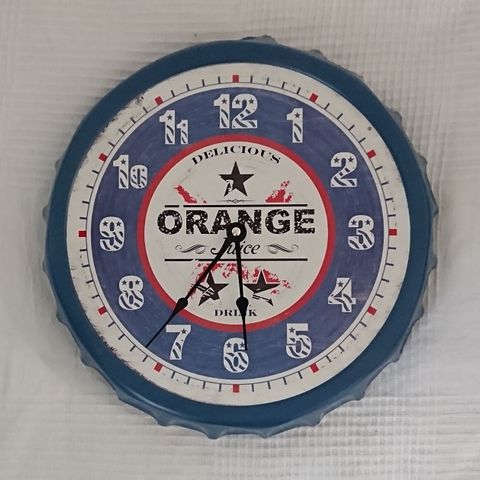 12
11 1
10 2
9 3
8 4
7 5
6
DELICIOUS
ORANGE
Juice
DRINK